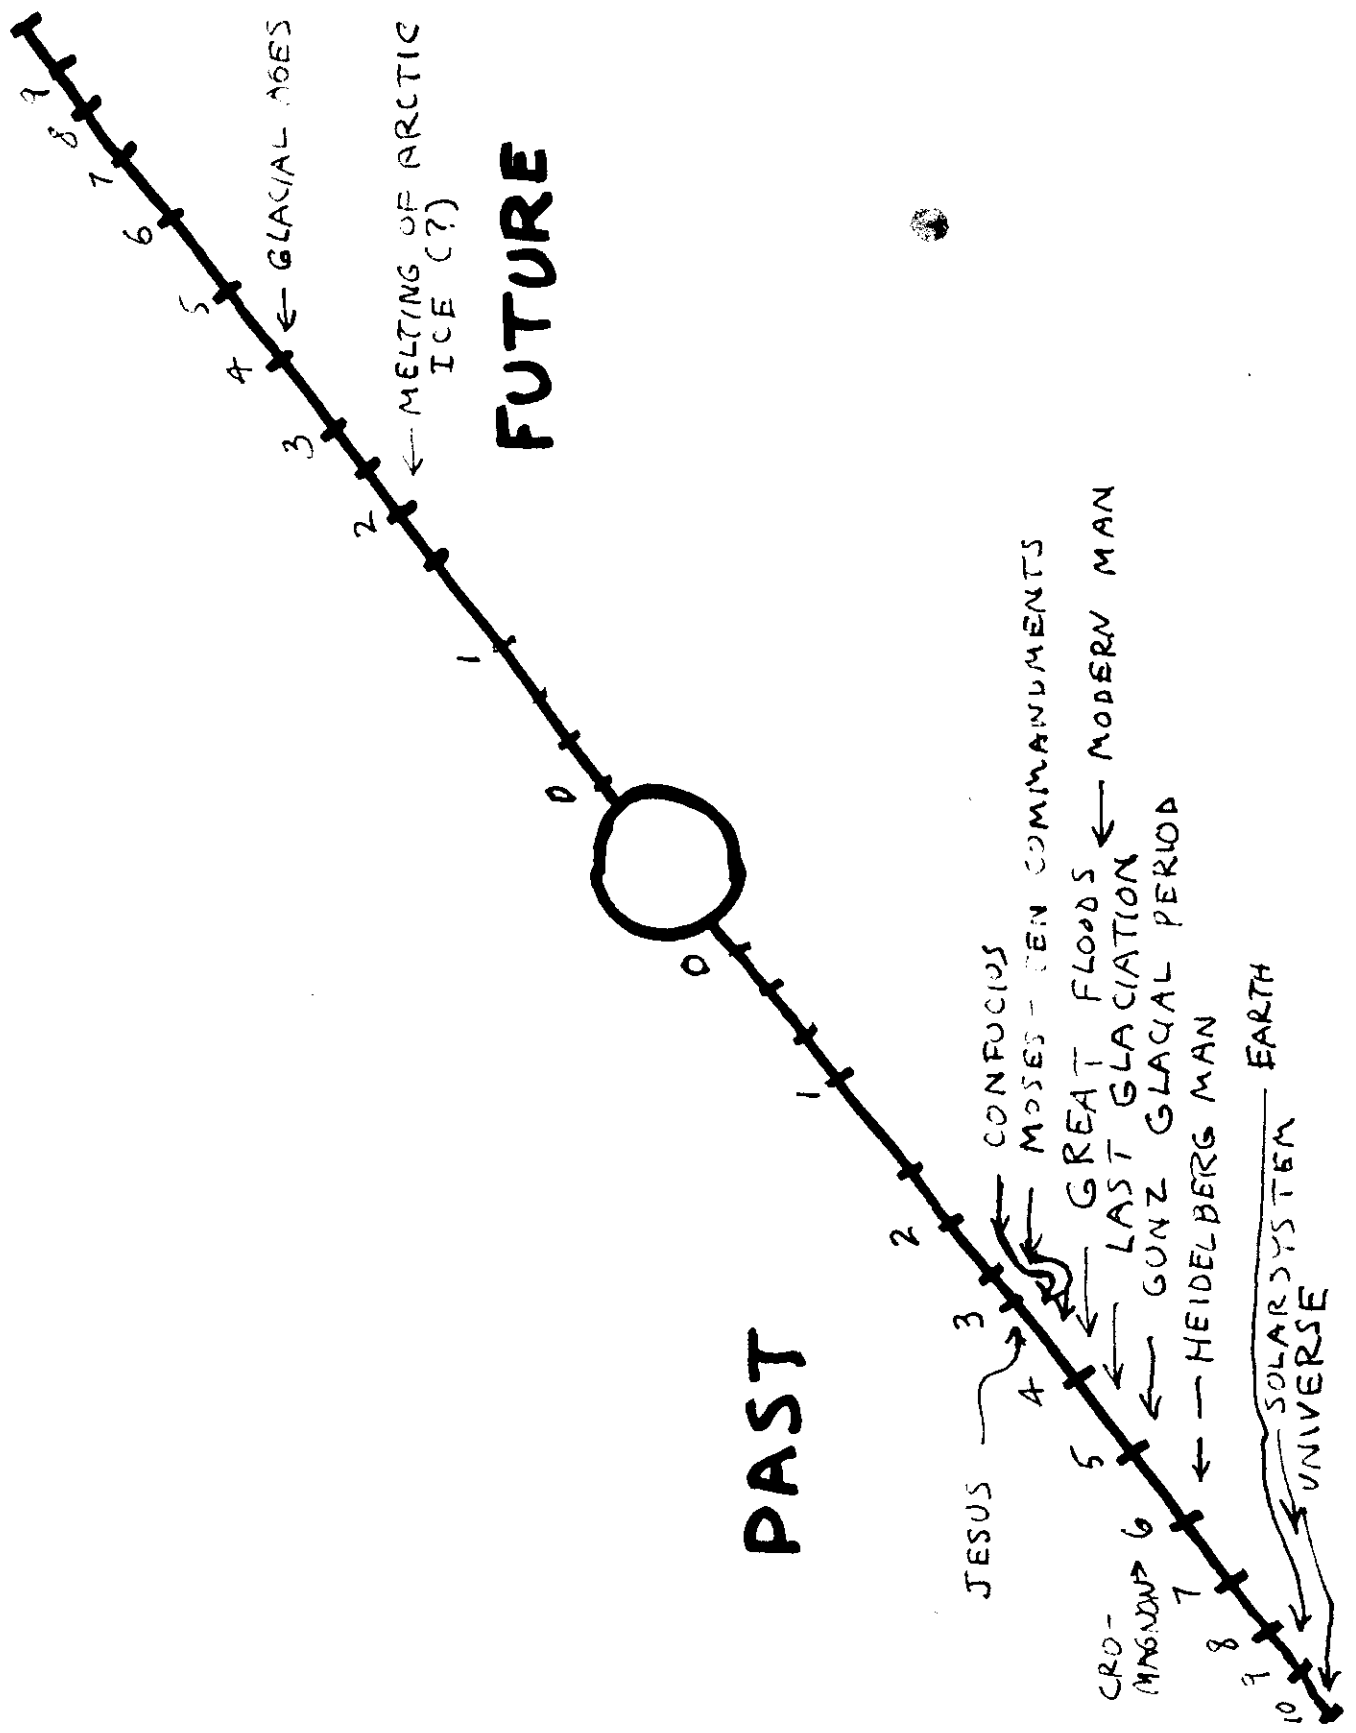 PAST
FUTURE
10
9
8
7
6
5
4
3
2
1
0
0
1
2
3
4
5
6
7
8
9
CRO-
MAGNON
JESUS
CONFUCIUS
MOSES - TEN COMMANDMENTS
GREAT FLOODS
MODERN MAN
LAST GLACIATION
GUNZ GLACIAL PERIOD
HEIDELBERG MAN
EARTH
SOLAR SYSTEM
UNIVERSE
MELTING OF ARCTIC
ICE (?)
GLACIAL AGES